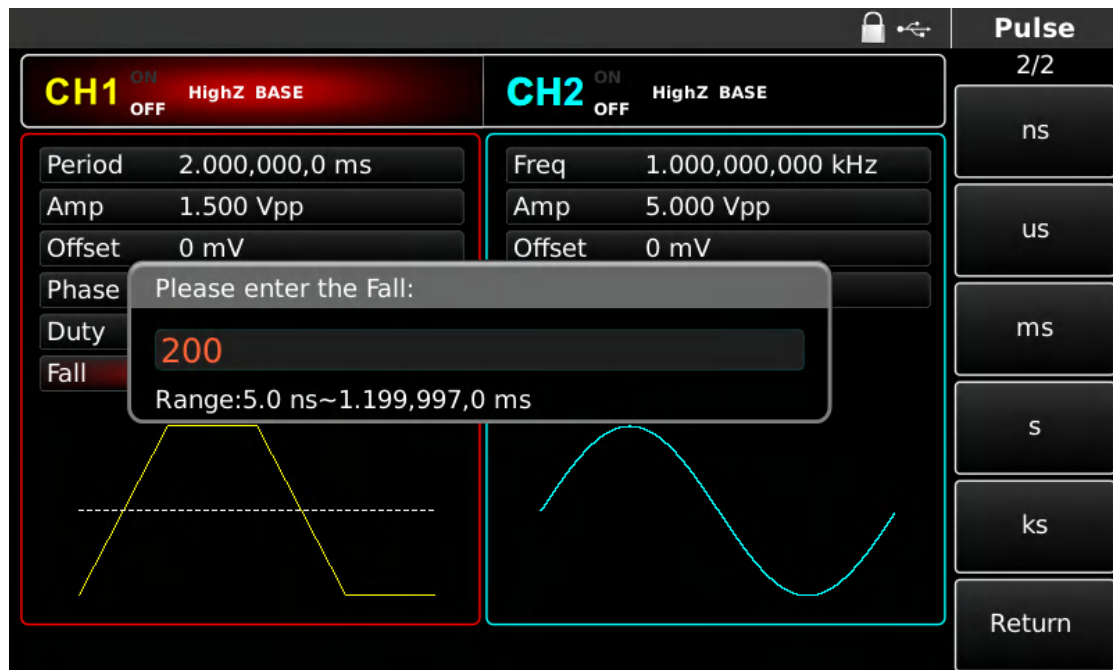 Pulse
2/2
CH1 ON OFF HighZ BASE
CH2 ON OFF HighZ BASE
Period 2.000,000,0 ms
Amp 1.500 Vpp
Offset 0 mV
Phase
Duty
Fall
Freq 1.000,000,000 kHz
Amp 5.000 Vpp
Offset 0 mV
Please enter the Fall:
200
Range:5.0 ns~1.199,997,0 ms
ns
us
ms
s
ks
Return